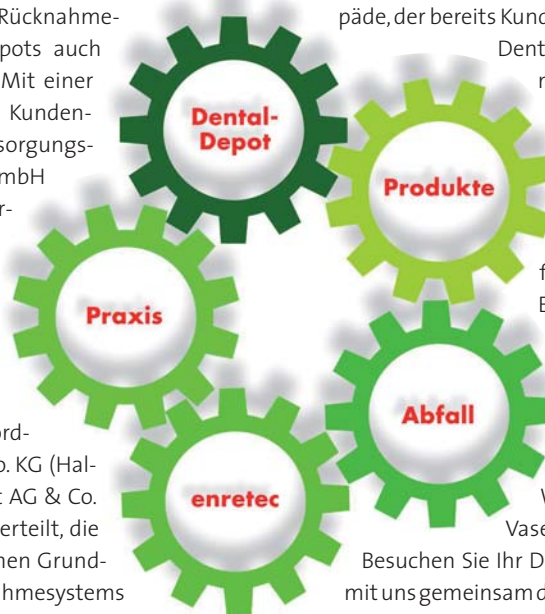 Rücknahme-
pots auch
Mit einer
Kunden-
sorgungs-
mbH
r-
ord-
o. KG (Hal-
t AG & Co.
erteilt, die
nen Grund-
hmesystems
Dental-
Depot
Produkte
Praxis
Abfall
enretec
päde, der bereits Kund
Dent
f
E
V
Vase
Besuchen Sie Ihr D
mit uns gemeinsam d